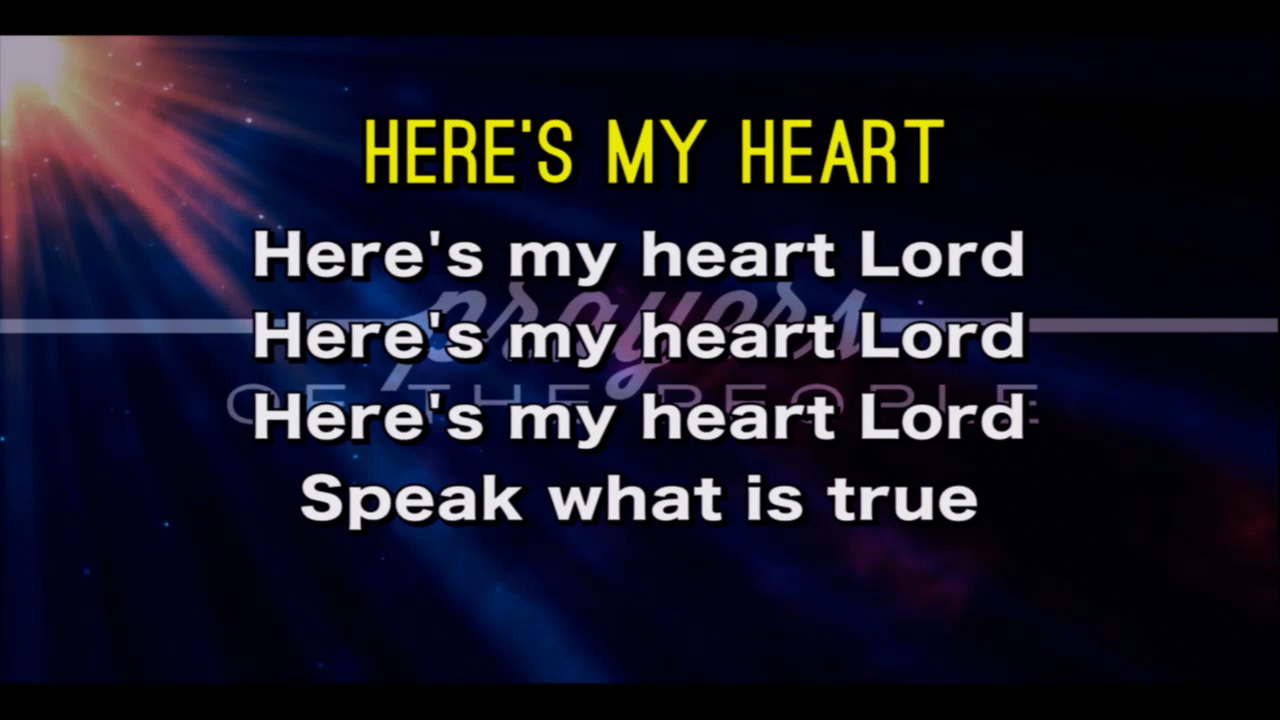 HERE'S MY HEART
Here's my heart Lord
prayers
Here's my heart Lord
OF THE PEOPLE
Here's my heart Lord
Speak what is true